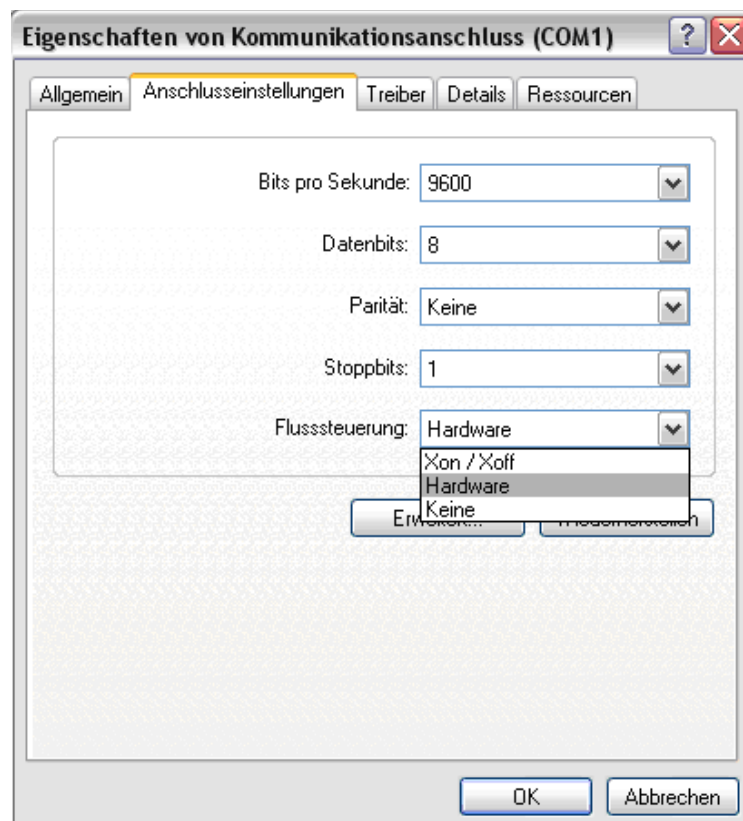 Eigenschaften von Kommunikationsanschluss (COM1)
Allgemein Anschlusseinstellungen Treiber Details Ressourcen
Bits pro Sekunde: 9600
Datenbits: 8
Parität: Keine
Stoppbits: 1
Flusssteuerung: Hardware
Xon / Xoff
Hardware
Keine
OK Abbrechen